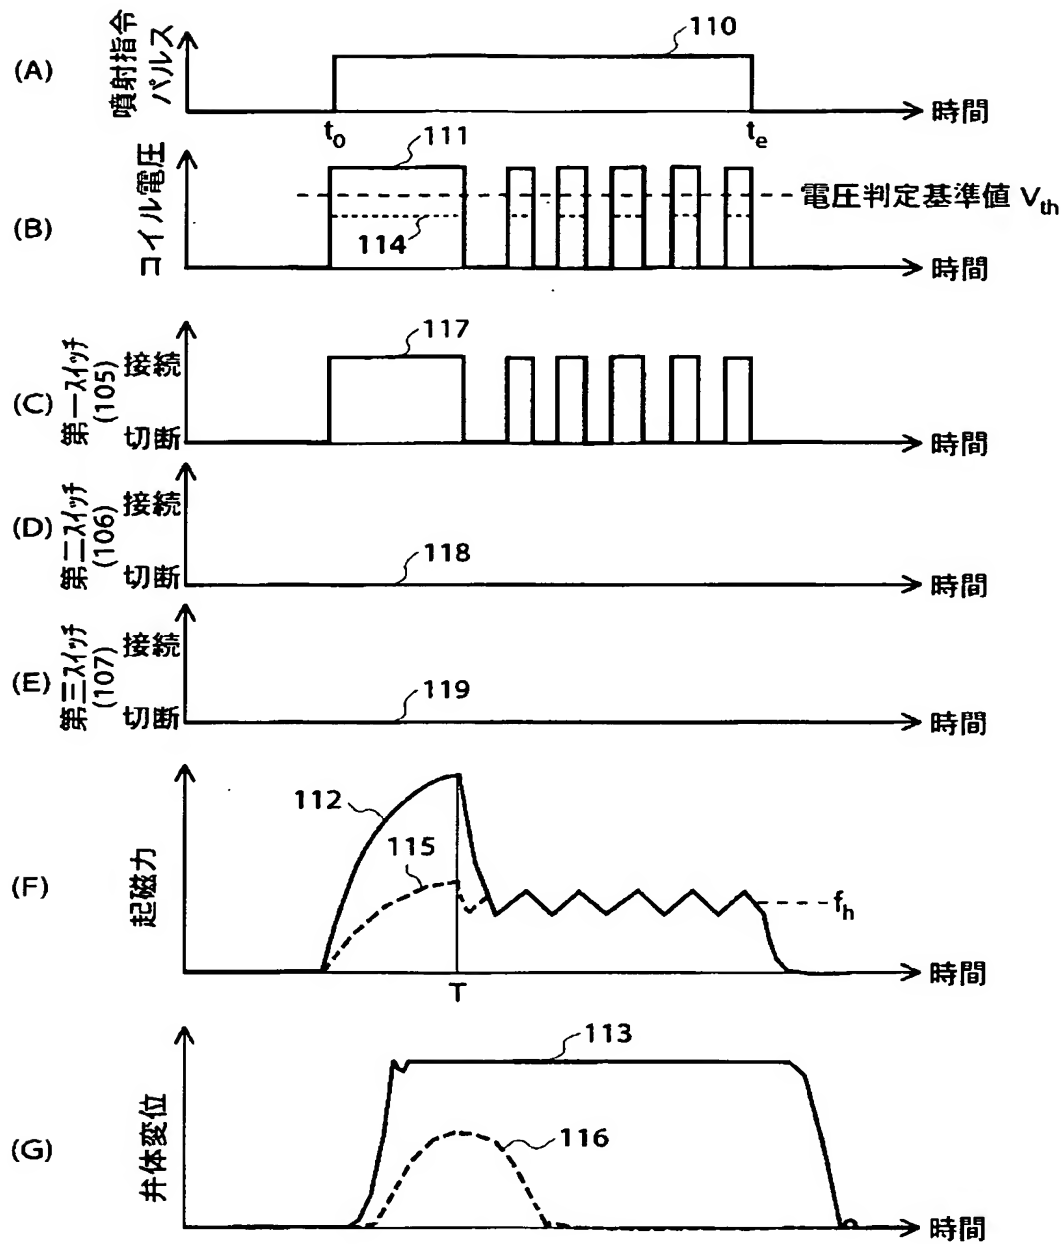 110
(A)
噴射指令
パルス
時間
t₀
tₑ
111
(B)
コイル電圧
電圧判定基準値 Vth
114
時間
117
(C)
第一スイッチ
(105)
接続
切断
時間
(D)
第二スイッチ
(106)
接続
切断
118
時間
(E)
第三スイッチ
(107)
接続
切断
119
時間
(F)
起磁力
112
115
fh
T
時間
(G)
弁体変位
113
116
時間